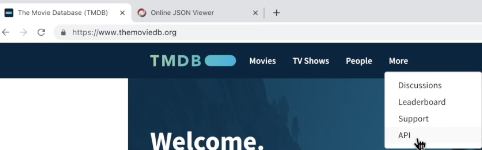 The Movie Database (TMDB)
Online JSON Viewer
https://www.themoviedb.org
TMDB Movies TV Shows People More
Discussions
Leaderboard
Support
API
Welcome.